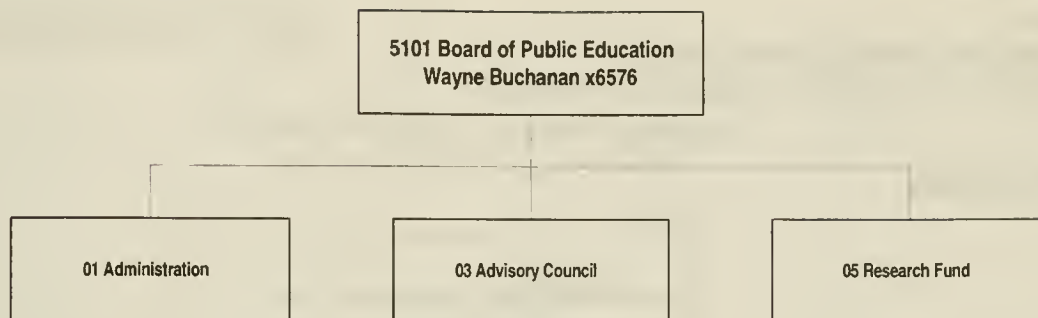 5101 Board of Public Education
Wayne Buchanan x6576
01 Administration
03 Advisory Council
05 Research Fund